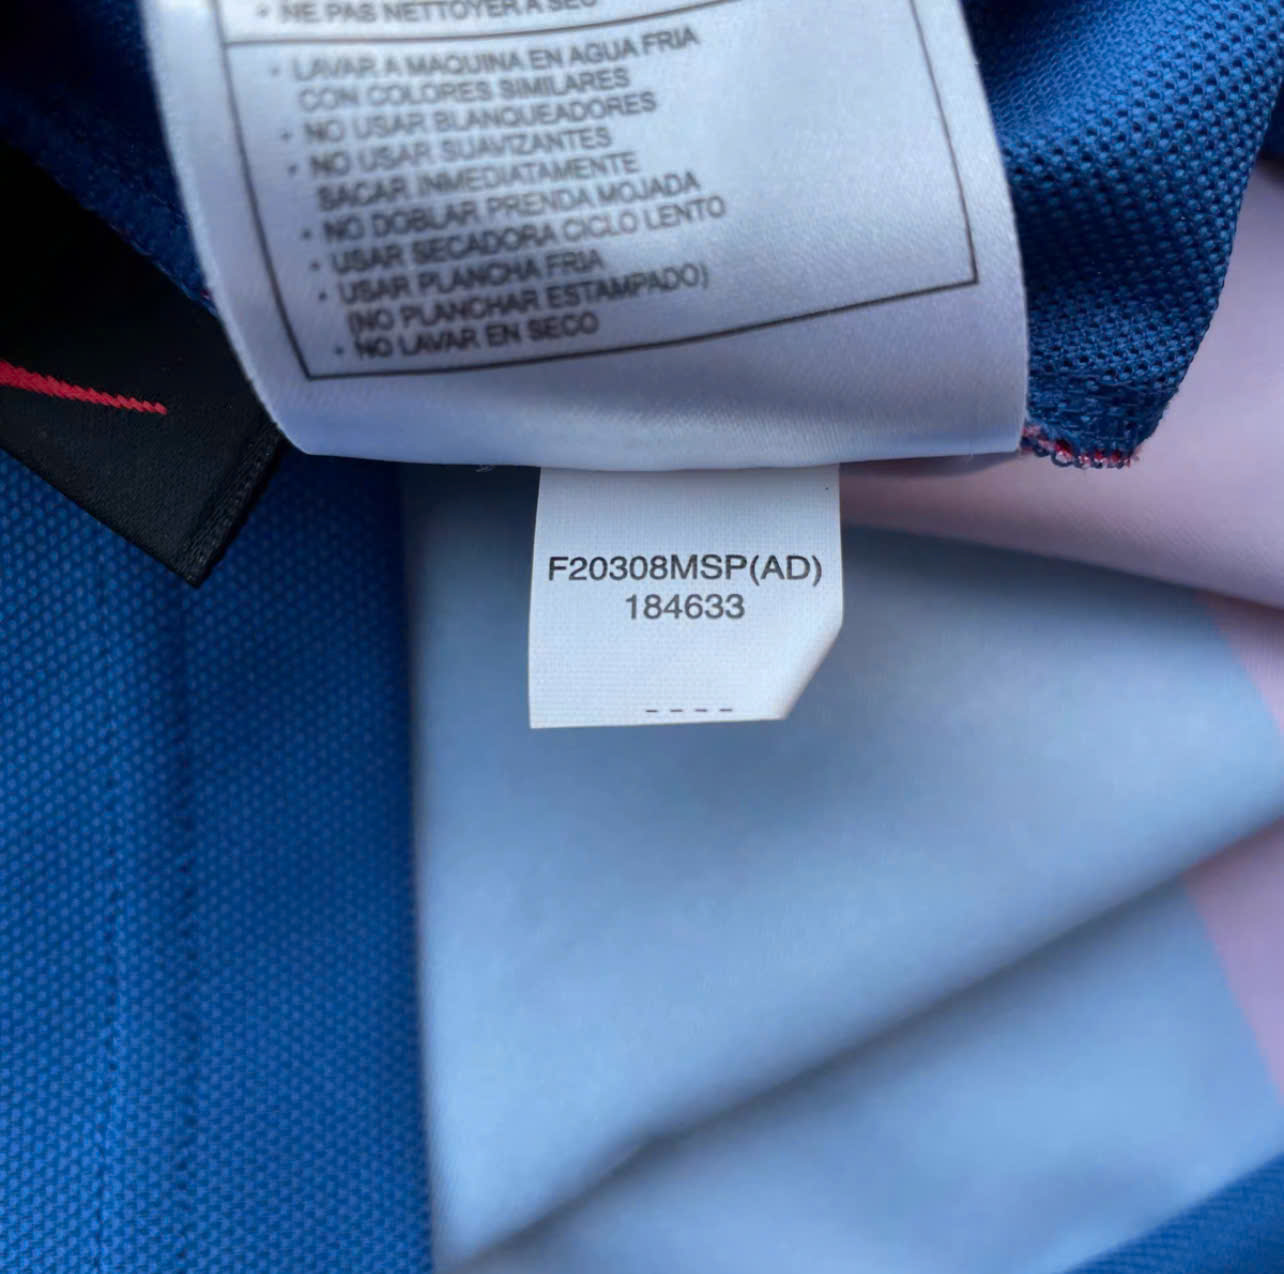 • NE PAS NETTOYER A SEC
• LAVAR A MAQUINA EN AGUA FRIA
CON COLORES SIMILARES
• NO USAR BLANQUEADORES
• NO USAR SUAVIZANTES
SACAR INMEDIATAMENTE
• NO DOBLAR PRENDA MOJADA
• USAR SECADORA CICLO LENTO
• USAR PLANCHA FRIA
(NO PLANCHAR ESTAMPADO)
• NO LAVAR EN SECO
F20308MSP(AD)
184633